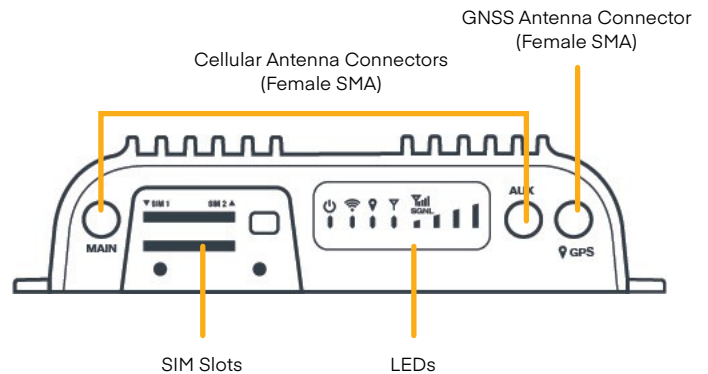 GNSS Antenna Connector
(Female SMA)
Cellular Antenna Connectors
(Female SMA)
SIM 1
SIM 2
SGNL
AUX
MAIN
GPS
SIM Slots
LEDs